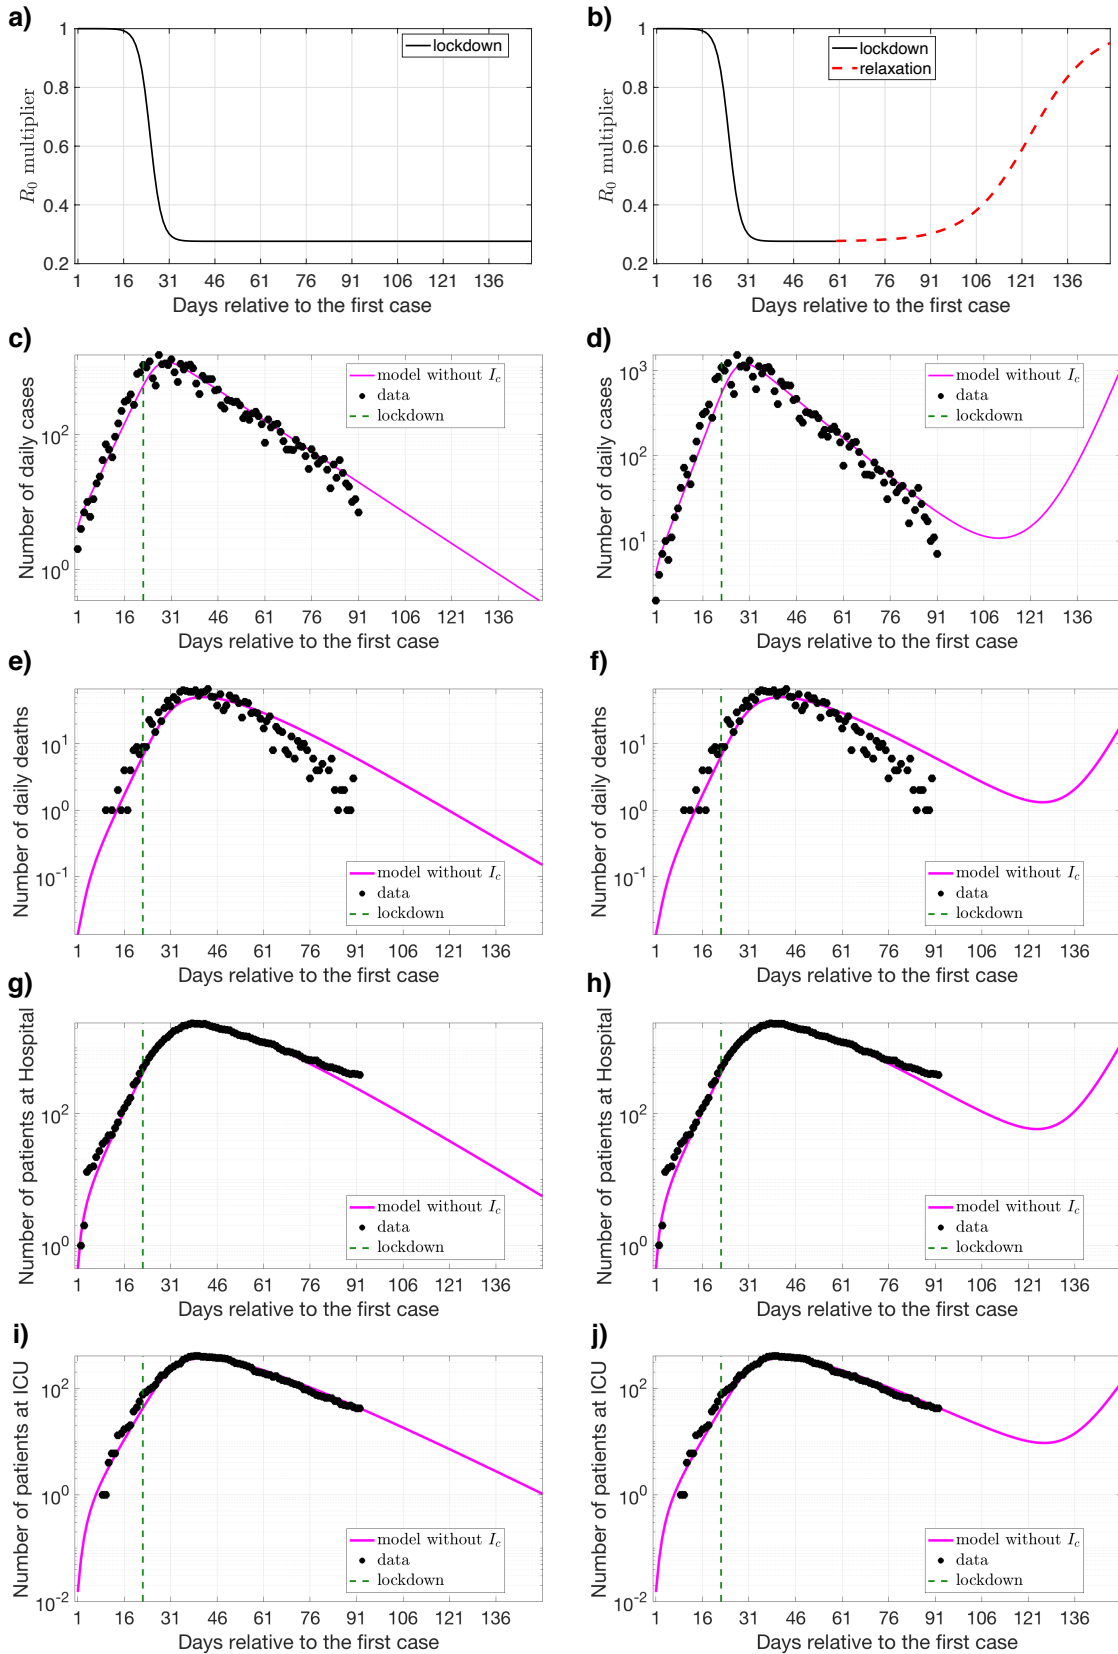 a)
1
0.8
0.6
0.4
0.2
R0 multiplier
lockdown
1 16 31 46 61 76 91 106 121 136
Days relative to the first case
b)
1
0.8
0.6
0.4
0.2
R0 multiplier
lockdown
relaxation
1 16 31 46 61 76 91 106 121 136
Days relative to the first case
c)
10^2
10^0
Number of daily cases
model without Ic
data
lockdown
1 16 31 46 61 76 91 106 121 136
Days relative to the first case
d)
10^3
10^2
10^1
Number of daily cases
model without Ic
data
lockdown
1 16 31 46 61 76 91 106 121 136
Days relative to the first case
e)
10^1
10^0
10^-1
Number of daily deaths
model without Ic
data
lockdown
1 16 31 46 61 76 91 106 121 136
Days relative to the first case
f)
10^1
10^0
10^-1
Number of daily deaths
model without Ic
data
lockdown
1 16 31 46 61 76 91 106 121 136
Days relative to the first case
g)
10^2
10^0
Number of patients at Hospital
model without Ic
data
lockdown
1 16 31 46 61 76 91 106 121 136
Days relative to the first case
h)
10^2
10^0
Number of patients at Hospital
model without Ic
data
lockdown
1 16 31 46 61 76 91 106 121 136
Days relative to the first case
i)
10^2
10^0
10^-2
Number of patients at ICU
model without Ic
data
lockdown
1 16 31 46 61 76 91 106 121 136
Days relative to the first case
j)
10^2
10^0
10^-2
Number of patients at ICU
model without Ic
data
lockdown
1 16 31 46 61 76 91 106 121 136
Days relative to the first case